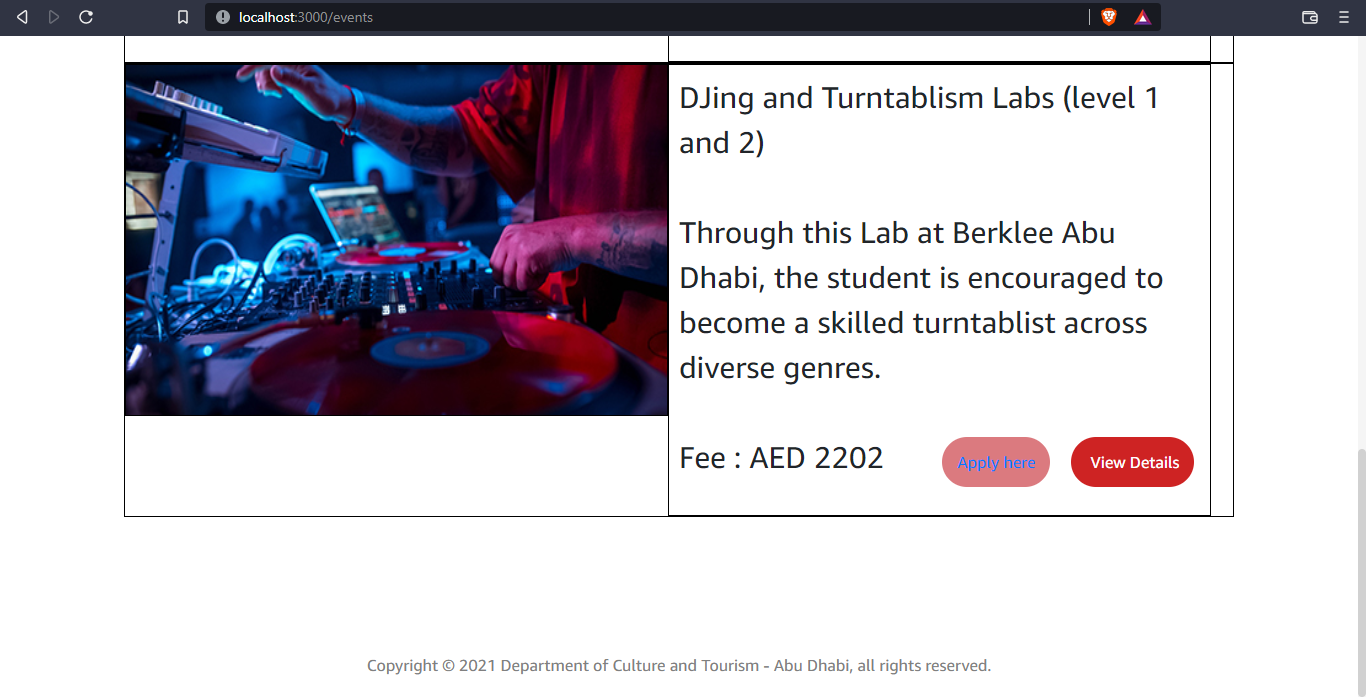 localhost:3000/events
DJing and Turntablism Labs (level 1
and 2)
Through this Lab at Berklee Abu
Dhabi, the student is encouraged to
become a skilled turntablist across
diverse genres.
Fee : AED 2202
Apply here
View Details
Copyright © 2021 Department of Culture and Tourism - Abu Dhabi, all rights reserved.